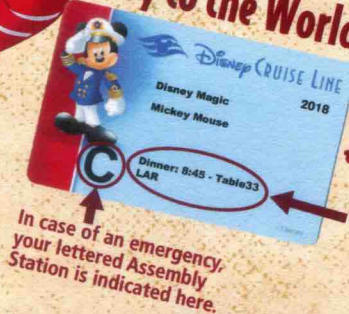 y to the World
DISNEY CRUISE LINE
Disney Magic 2018
Mickey Mouse
C
Dinner: 8:45 - Table33
LAR
In case of an emergency,
your lettered Assembly
Station is indicated here.